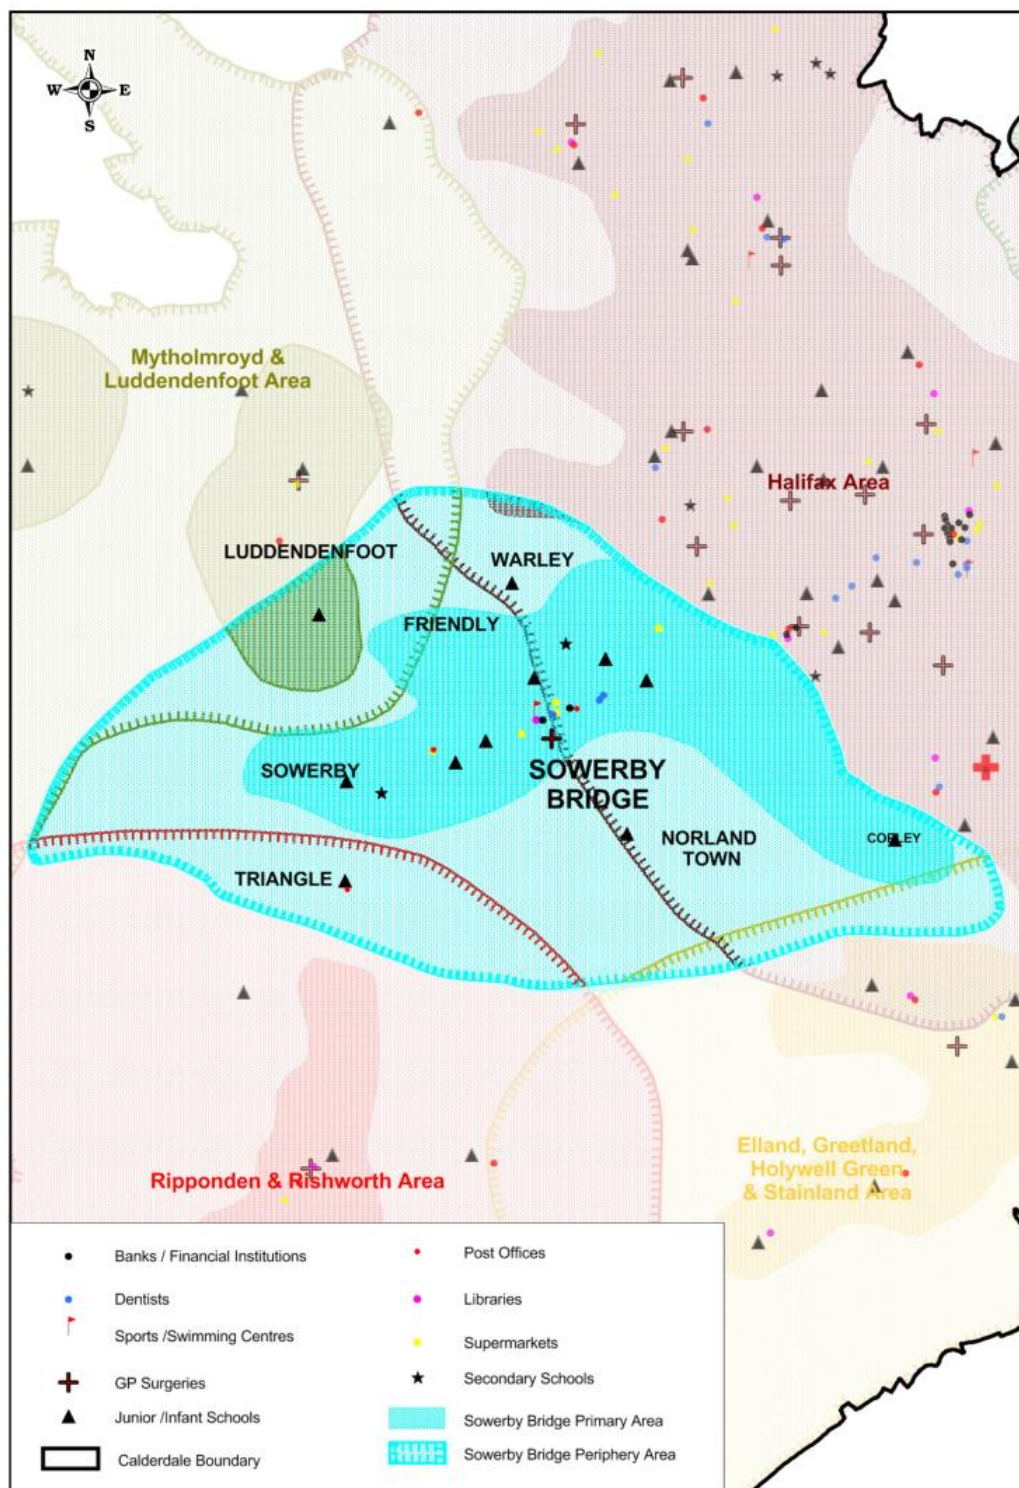 N
W E
S
Mytholmroyd &
Luddendenfoot Area
Halifax Area
LUDDENDENFOOT
WARLEY
FRIENDLY
SOWERBY
SOWERBY
BRIDGE
NORLAND
TOWN
COPLEY
TRIANGLE
Ripponden & Rishworth Area
Elland, Greetland,
Holywell Green
& Stainland Area
Banks / Financial Institutions
Post Offices
Dentists
Libraries
Sports /Swimming Centres
Supermarkets
GP Surgeries
Secondary Schools
Junior /Infant Schools
Sowerby Bridge Primary Area
Calderdale Boundary
Sowerby Bridge Periphery Area